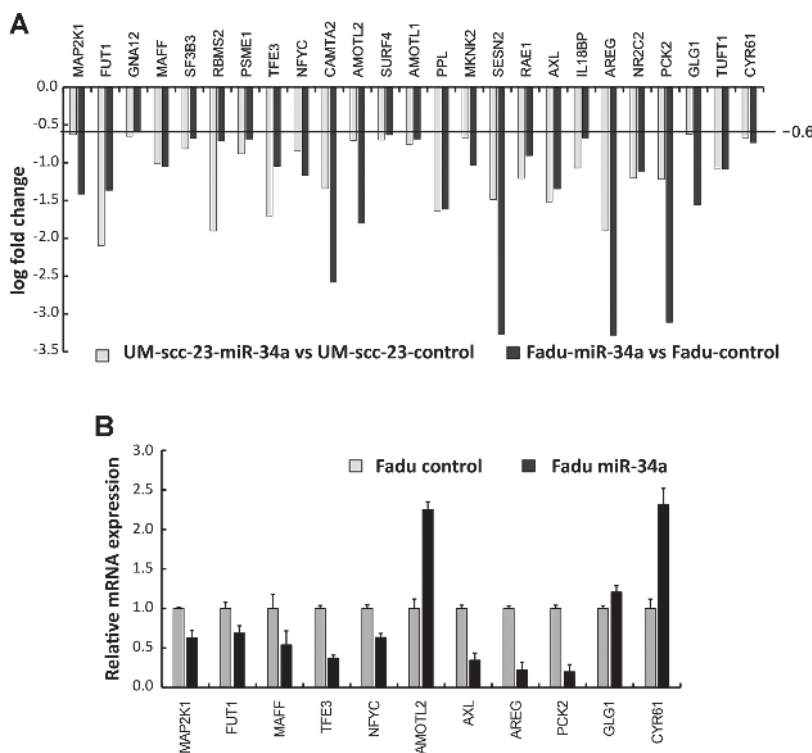 A
MAP2K1
FUT1
GNA12
MAFF
SF3B3
RBMS2
PSME1
TFE3
NFYC
CAMTA2
AMOTL2
SURF4
AMOTL1
PPL
MKNK2
SESN2
RAE1
AXL
IL18BP
AREG
NR2C2
PCK2
GLG1
TUFT1
CYR61
log fold change
0.0
-0.5
-1.0
-1.5
-2.0
-2.5
-3.0
-3.5
-0.6
UM-scc-23-miR-34a vs UM-scc-23-control
Fadu-miR-34a vs Fadu-control
B
Fadu control
Fadu miR-34a
Relative mRNA expression
3.0
2.5
2.0
1.5
1.0
0.5
0.0
MAP2K1
FUT1
MAFF
TFE3
NFYC
AMOTL2
AXL
AREG
PCK2
GLG1
CYR61